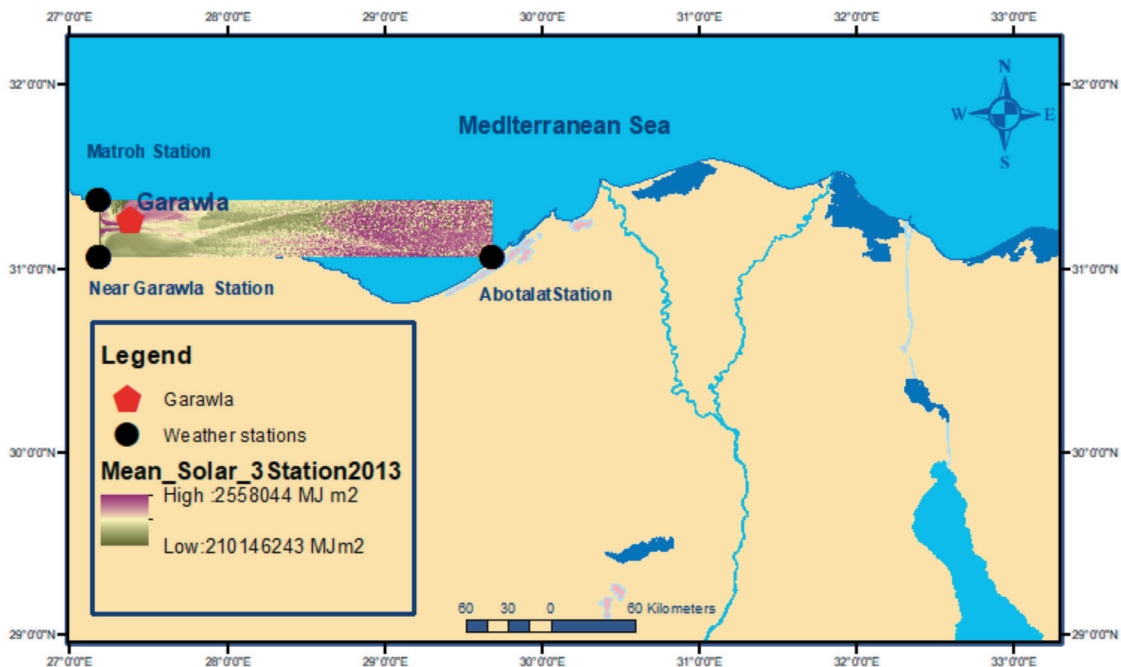 27°0'0"E 28°0'0"E 29°0'0"E 30°0'0"E 31°0'0"E 32°0'0"E 33°0'0"E
32°0'0"N
32°0'0"N
N
W
E
S
MedIterranean Sea
Matroh Station
Garawla
31°0'0"N
31°0'0"N
Near Garawla Station
AbotalatStation
Legend
Garawla
Weather stations
Mean_Solar_3Station2013
High :2558044 MJ m2
Low:210146243 MJm2
30°0'0"N
30°0'0"N
60 30 0 60 Kilometers
29°0'0"N
29°0'0"N
27°0'0"E 28°0'0"E 29°0'0"E 30°0'0"E 31°0'0"E 32°0'0"E 33°0'0"E